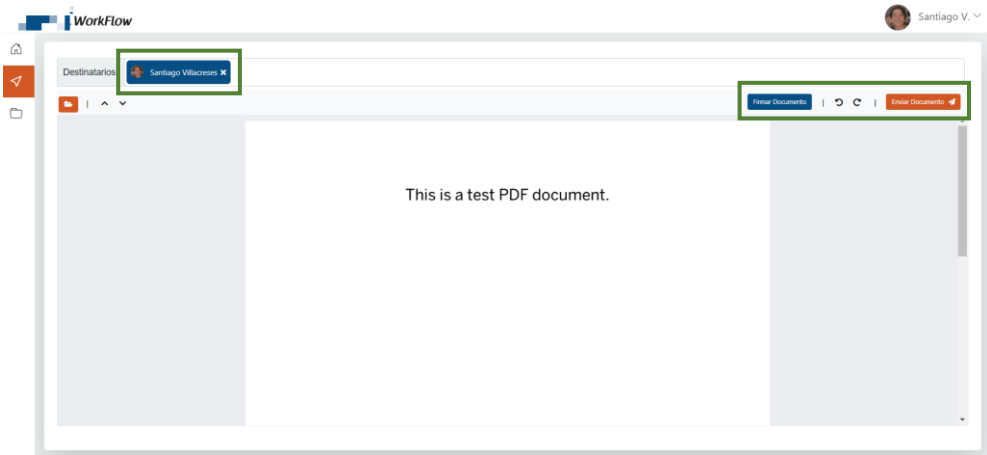 WorkFlow
Santiago V.
Destinatarios
Santiago Villacreses
Firmar Documento
Enviar Documento
This is a test PDF document.